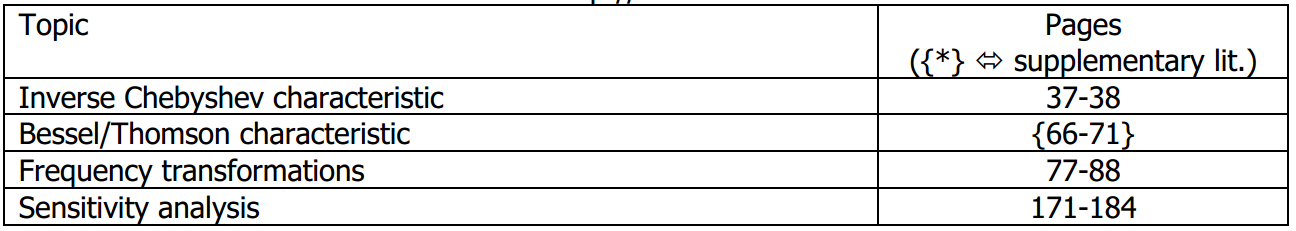 Topic
Pages
({*} ⇔ supplementary lit.)
Inverse Chebyshev characteristic
37-38
Bessel/Thomson characteristic
{66-71}
Frequency transformations
77-88
Sensitivity analysis
171-184